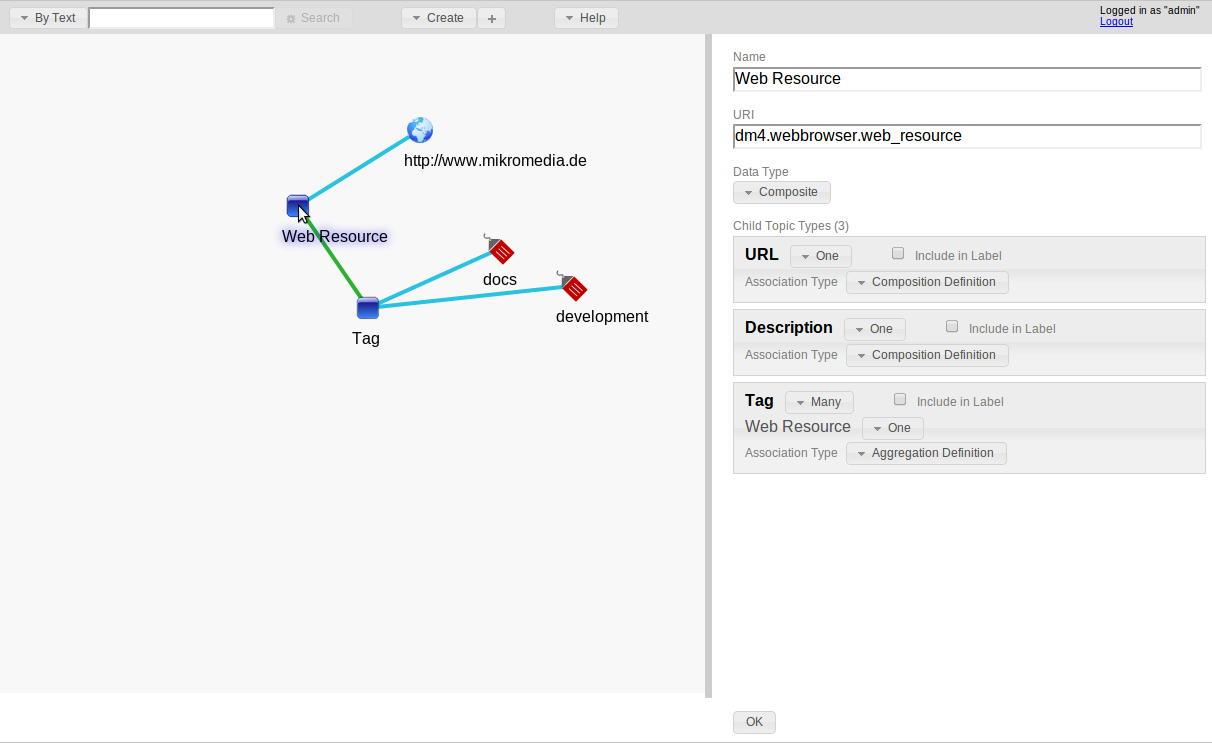 By Text Search Create + Help Logged in as "admin"
Logout
http://www.mikromedia.de
Web Resource
docs
development
Tag
Name
Web Resource
URI
dm4.webbrowser.web_resource
Data Type
Composite
Child Topic Types (3)
URL One Include in Label
Association Type Composition Definition
Description One Include in Label
Association Type Composition Definition
Tag Many Include in Label
Web Resource One
Association Type Aggregation Definition
OK